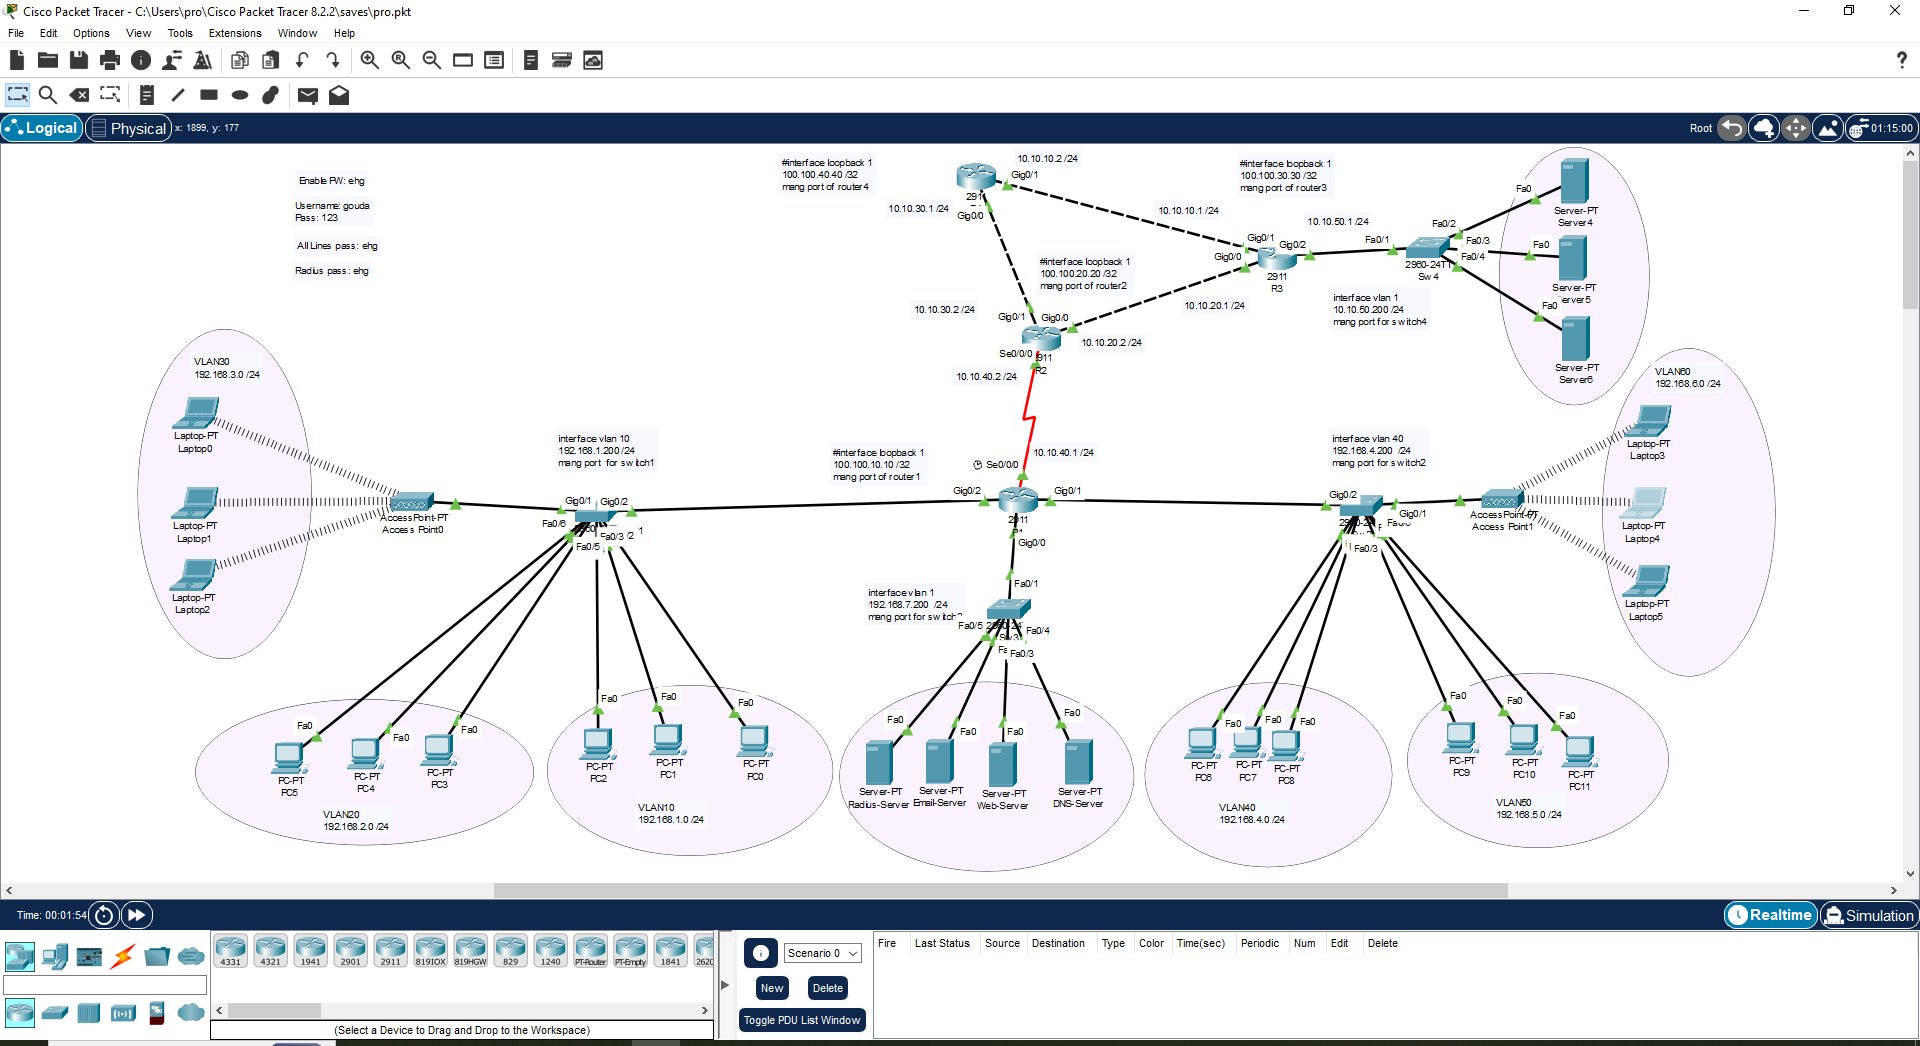 Cisco Packet Tracer - C:\Users\pro\Cisco Packet Tracer 8.2.2\saves\pro.pkt
File Edit Options View Tools Extensions Window Help
Logical Physical x: 1899, y: 177
Root 01:15:00
Enable PW: ehg
Username: gouda
Pass: 123
All Lines pass: ehg
Radius pass: ehg
#interface loopback 1
100.100.40.40 /32
mang port of router4
10.10.10.2 /24
Gig0/1
291
10.10.30.1 /24
Gig0/0
#interface loopback 1
100.100.30.30 /32
mang port of router3
10.10.10.1 /24
10.10.50.1 /24
Gig0/1
Gig0/2
Gig0/0
2911
R3
Fa0/1
Fa0/2
Fa0/3
Fa0/4
2960-24TT
Sw4
Fa0
Server-PT
Server4
Fa0
Server-PT
erver5
Fa0
Server-PT
Server6
#interface loopback 1
100.100.20.20 /32
mang port of router2
10.10.20.1 /24
interface vlan 1
10.10.50.200 /24
mang port for switch4
10.10.30.2 /24
Gig0/1
Gig0/0
10.10.20.2 /24
Se0/0/0
911
R2
10.10.40.2 /24
VLAN30
192.168.3.0 /24
Laptop-PT
Laptop0
Laptop-PT
Laptop1
Laptop-PT
Laptop2
AccessPoint-PT
Access Point0
interface vlan 10
192.168.1.200 /24
mang port for switch1
Gig0/1
Gig0/2
Fa0/6
Fa0/3
Fa0/5
#interface loopback 1
100.100.10.10 /32
mang port of router1
10.10.40.1 /24
Se0/0/0
Gig0/2
Gig0/1
2911
Gig0/0
interface vlan 40
192.168.4.200 /24
mang port for switch2
Gig0/2
Gig0/1
Fa0/3
AccessPoint-PT
Access Point1
VLAN60
192.168.6.0 /24
Laptop-PT
Laptop3
Laptop-PT
Laptop4
Laptop-PT
Laptop5
Fa0/1
interface vlan 1
192.168.7.200 /24
mang port for switch
Fa0/5
Fa0/4
Fa0/3
Fa0
PC-PT
PC5
Fa0
PC-PT
PC4
Fa0
PC-PT
PC3
VLAN20
192.168.2.0 /24
Fa0
PC-PT
PC2
Fa0
PC-PT
PC1
Fa0
PC-PT
PC0
VLAN10
192.168.1.0 /24
Fa0
Server-PT
Radius-Server
Fa0
Server-PT
Email-Server
Fa0
Server-PT
Web-Server
Fa0
Server-PT
DNS-Server
Fa0
PC-PT
PC6
Fa0
PC-PT
PC7
Fa0
PC-PT
PC8
VLAN40
192.168.4.0 /24
Fa0
PC-PT
PC9
Fa0
PC-PT
PC10
Fa0
PC-PT
PC11
VLAN50
192.168.5.0 /24
Time: 00:01:54
Realtime Simulation
4331 4321 1941 2901 2911 819IOX 819HGW 829 1240 PT-Router PT-Empty 1841 262
(Select a Device to Drag and Drop to the Workspace)
Scenario 0
New Delete
Toggle PDU List Window
Fire Last Status Source Destination Type Color Time(sec) Periodic Num Edit Delete